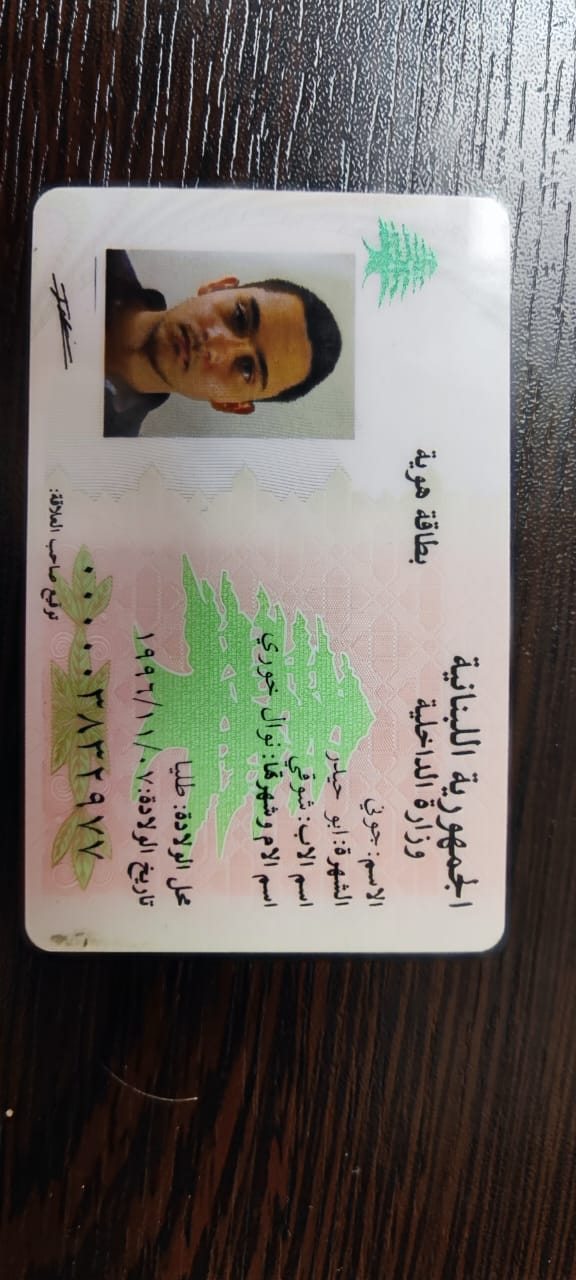 الجمهورية اللبنانية
وزارة الداخلية
بطاقة هوية
الاسم: جوني
الشهرة: ابو حيدر
اسم الاب: شوقي
اسم الام وشهرتها: نوال خوري
محل الولادة: طليا
تاريخ الولادة: ١٩٩٦/١١/٠٧
٠٠٠٠٠٣٨٣٢٩٧٧
توقيع صاحب العلاقة: